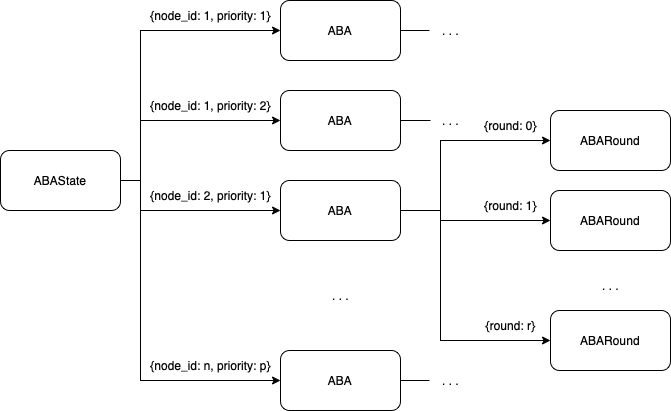 {node_id: 1, priority: 1}
ABA
. . .
{node_id: 1, priority: 2}
ABA
. . .
{round: 0}
ABARound
ABAState
{node_id: 2, priority: 1}
ABA
{round: 1}
ABARound
. . .
. . .
{round: r}
ABARound
{node_id: n, priority: p}
ABA
. . .